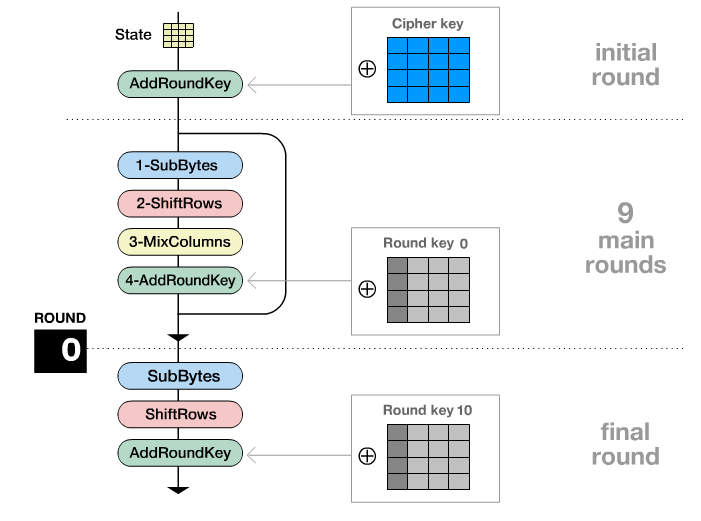 State
Cipher key
⊕
AddRoundKey
initial
round
1-SubBytes
2-ShiftRows
3-MixColumns
4-AddRoundKey
Round key 0
⊕
9
main
rounds
ROUND
0
SubBytes
ShiftRows
AddRoundKey
Round key 10
⊕
final
round